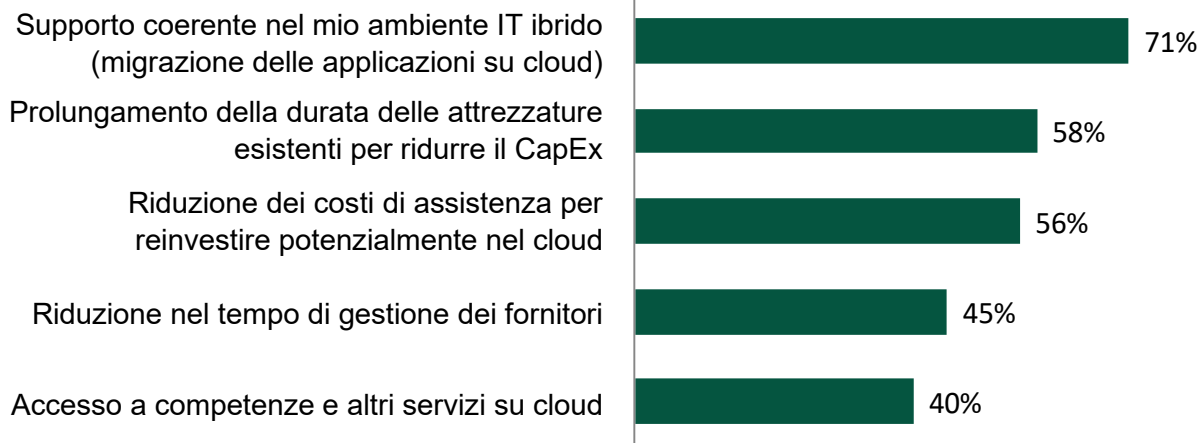 Supporto coerente nel mio ambiente IT ibrido
(migrazione delle applicazioni su cloud)
71%
Prolungamento della durata delle attrezzature
esistenti per ridurre il CapEx
58%
Riduzione dei costi di assistenza per
reinvestire potenzialmente nel cloud
56%
Riduzione nel tempo di gestione dei fornitori
45%
Accesso a competenze e altri servizi su cloud
40%